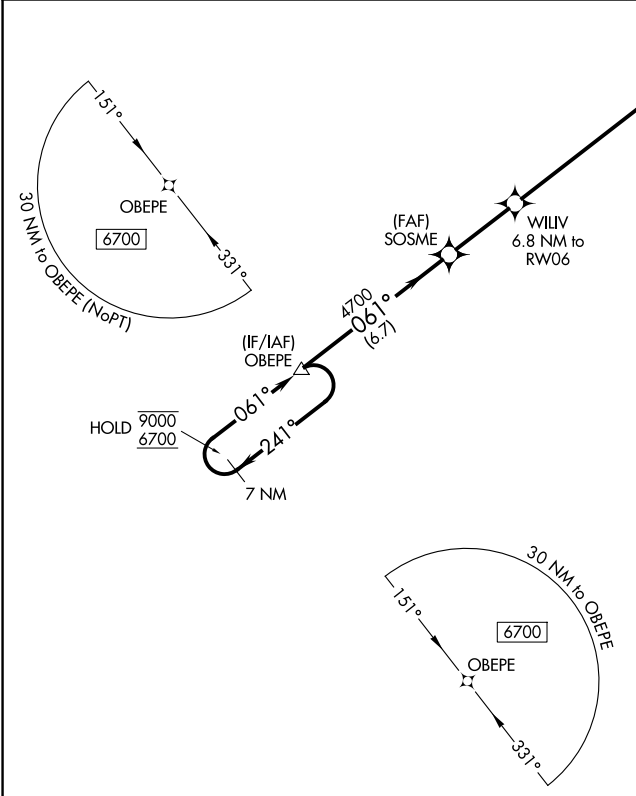 151°
OBEPE
6700
331°
30 NM to OBEPE (NoPT)
(FAF)
SOSME
WILIV
6.8 NM to
RW06
4700
061°
(6.7)
(IF/IAF)
OBEPE
061°
241°
HOLD 9000
6700
7 NM
30 NM to OBEPE
151°
6700
OBEPE
331°